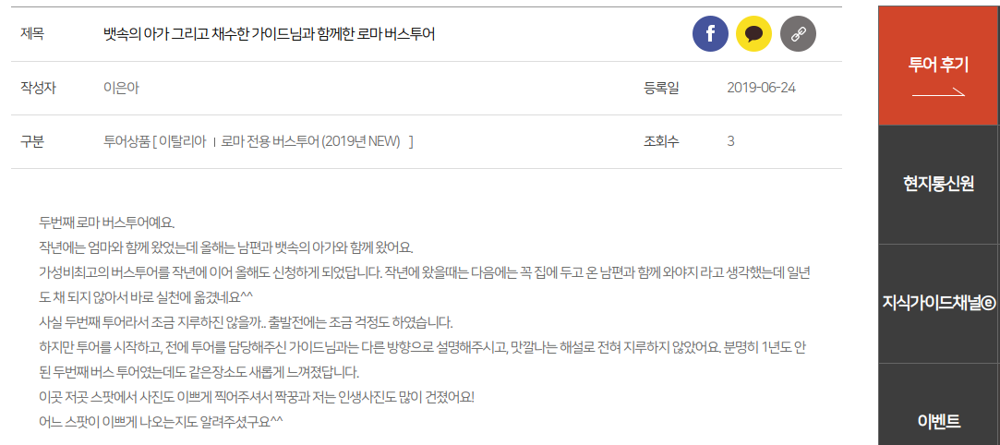 제목 뱃속의 아가 그리고 채수한 가이드님과 함께한 로마 버스투어
작성자 이은아 등록일 2019-06-24
구분 투어상품 [ 이탈리아 ㅣ 로마 전용 버스투어 (2019년 NEW) ] 조회수 3
두번째 로마 버스투어예요.
작년에는 엄마와 함께 왔었는데 올해는 남편과 뱃속의 아가와 함께 왔어요.
가성비최고의 버스투어를 작년에 이어 올해도 신청하게 되었답니다. 작년에 왔을때는 다음에는 꼭 집에 두고 온 남편과 함께 와야지 라고 생각했는데 일년
도 채 되지 않아서 바로 실천에 옮겼네요^^
사실 두번째 투어라서 조금 지루하진 않을까.. 출발전에는 조금 걱정도 하였습니다.
하지만 투어를 시작하고, 전에 투어를 담당해주신 가이드님과는 다른 방향으로 설명해주시고, 맛깔나는 해설로 전혀 지루하지 않았어요. 분명히 1년도 안
된 두번째 버스 투어였는데도 같은장소도 새롭게 느껴졌답니다.
이곳 저곳 스팟에서 사진도 이쁘게 찍어주셔서 짝꿍과 저는 인생사진도 많이 건졌어요!
어느 스팟이 이쁘게 나오는지도 알려주셨구요^^
투어 후기
현지통신원
지식가이드채널ⓔ
이벤트